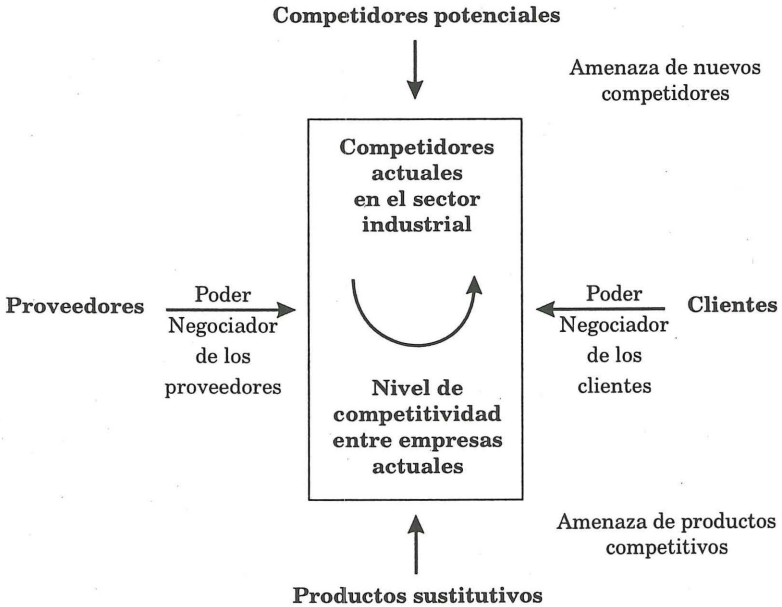 Competidores potenciales
Amenaza de nuevos
competidores
Competidores
actuales
en el sector
industrial
Proveedores
Poder
Negociador
de los
proveedores
Poder
Negociador
de los
clientes
Clientes
Nivel de
competitividad
entre empresas
actuales
Amenaza de productos
competitivos
Productos sustitutivos